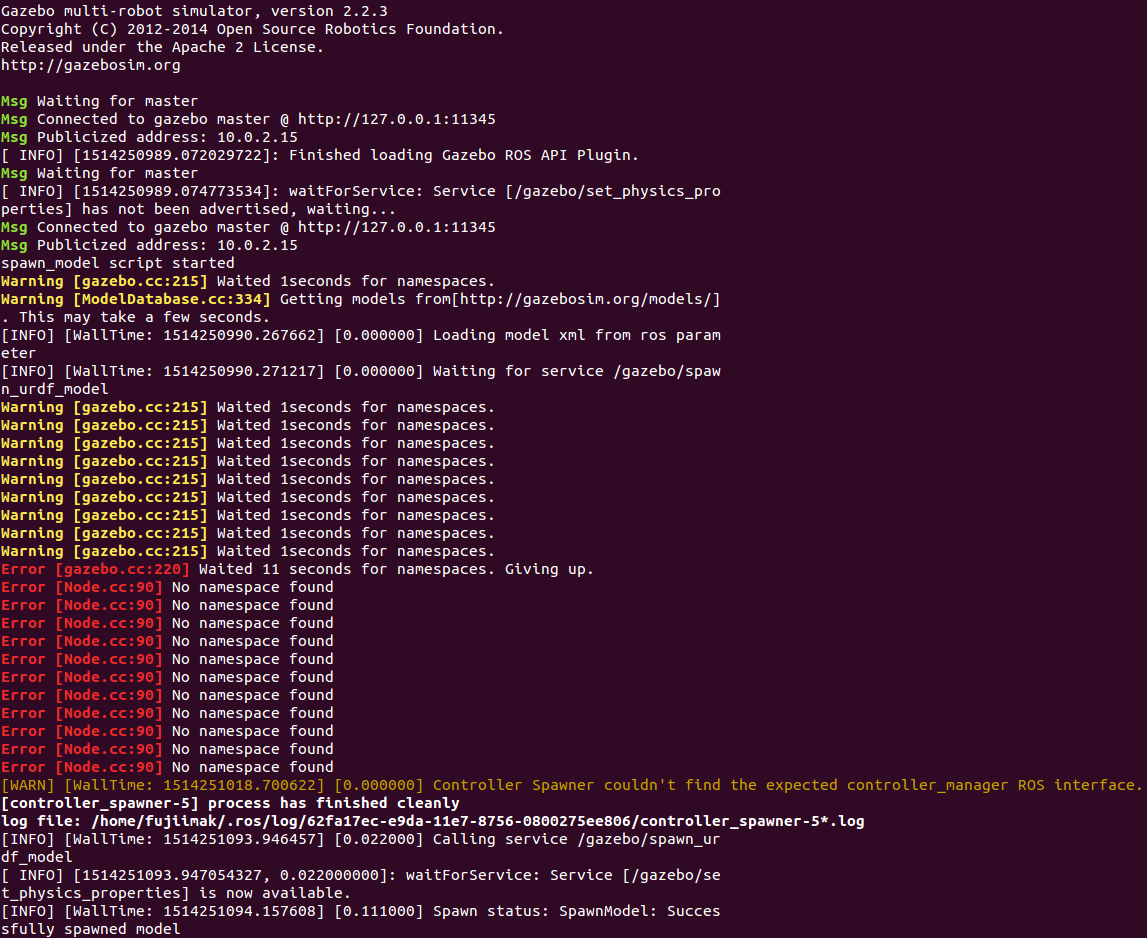 Gazebo multi-robot simulator, version 2.2.3
Copyright (C) 2012-2014 Open Source Robotics Foundation.
Released under the Apache 2 License.
http://gazebosim.org
Msg Waiting for master
Msg Connected to gazebo master @ http://127.0.0.1:11345
Msg Publicized address: 10.0.2.15
[ INFO] [1514250989.072029722]: Finished loading Gazebo ROS API Plugin.
Msg Waiting for master
[ INFO] [1514250989.074773534]: waitForService: Service [/gazebo/set_physics_pro
perties] has not been advertised, waiting...
Msg Connected to gazebo master @ http://127.0.0.1:11345
Msg Publicized address: 10.0.2.15
spawn_model script started
Warning [gazebo.cc:215] Waited 1seconds for namespaces.
Warning [ModelDatabase.cc:334] Getting models from[http://gazebosim.org/models/]
. This may take a few seconds.
[INFO] [WallTime: 1514250990.267662] [0.000000] Loading model xml from ros param
eter
[INFO] [WallTime: 1514250990.271217] [0.000000] Waiting for service /gazebo/spaw
n_urdf_model
Warning [gazebo.cc:215] Waited 1seconds for namespaces.
Warning [gazebo.cc:215] Waited 1seconds for namespaces.
Warning [gazebo.cc:215] Waited 1seconds for namespaces.
Warning [gazebo.cc:215] Waited 1seconds for namespaces.
Warning [gazebo.cc:215] Waited 1seconds for namespaces.
Warning [gazebo.cc:215] Waited 1seconds for namespaces.
Warning [gazebo.cc:215] Waited 1seconds for namespaces.
Warning [gazebo.cc:215] Waited 1seconds for namespaces.
Warning [gazebo.cc:215] Waited 1seconds for namespaces.
Error [gazebo.cc:220] Waited 11 seconds for namespaces. Giving up.
Error [Node.cc:90] No namespace found
Error [Node.cc:90] No namespace found
Error [Node.cc:90] No namespace found
Error [Node.cc:90] No namespace found
Error [Node.cc:90] No namespace found
Error [Node.cc:90] No namespace found
Error [Node.cc:90] No namespace found
Error [Node.cc:90] No namespace found
Error [Node.cc:90] No namespace found
Error [Node.cc:90] No namespace found
Error [Node.cc:90] No namespace found
[WARN] [WallTime: 1514251018.700622] [0.000000] Controller Spawner couldn't find the expected controller_manager ROS interface.
[controller_spawner-5] process has finished cleanly
log file: /home/fujiimak/.ros/log/62fa17ec-e9da-11e7-8756-0800275ee806/controller_spawner-5*.log
[INFO] [WallTime: 1514251093.946457] [0.022000] Calling service /gazebo/spawn_ur
df_model
[ INFO] [1514251093.947054327, 0.022000000]: waitForService: Service [/gazebo/se
t_physics_properties] is now available.
[INFO] [WallTime: 1514251094.157608] [0.111000] Spawn status: SpawnModel: Succes
sfully spawned model